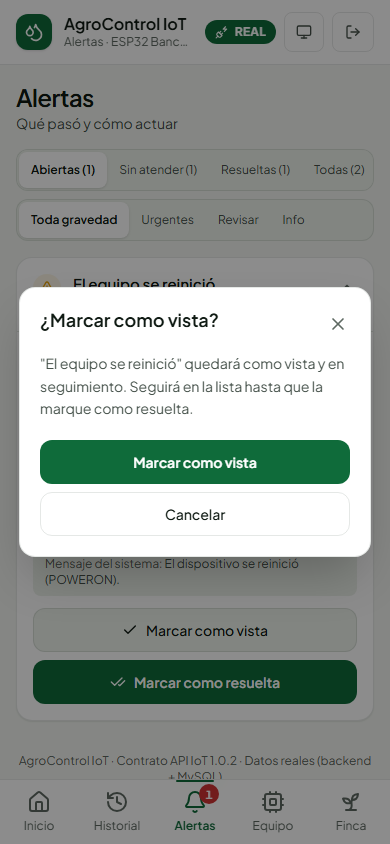 AgroControl IoT
Alertas · ESP32 Banc...
REAL
Alertas
Qué pasó y cómo actuar
Abiertas (1) Sin atender (1) Resueltas (1) Todas (2)
Toda gravedad Urgentes Revisar Info
El equipo se reinició
¿Marcar como vista?
"El equipo se reinició" quedará como vista y en
seguimiento. Seguirá en la lista hasta que la
marque como resuelta.
Marcar como vista
Cancelar
Mensaje del sistema: El dispositivo se reinició
(POWERON).
Marcar como vista
Marcar como resuelta
AgroControl IoT · Contrato API IoT 1.0.2 · Datos reales (backend
+ MySQL)
1
Inicio Historial Alertas Equipo Finca